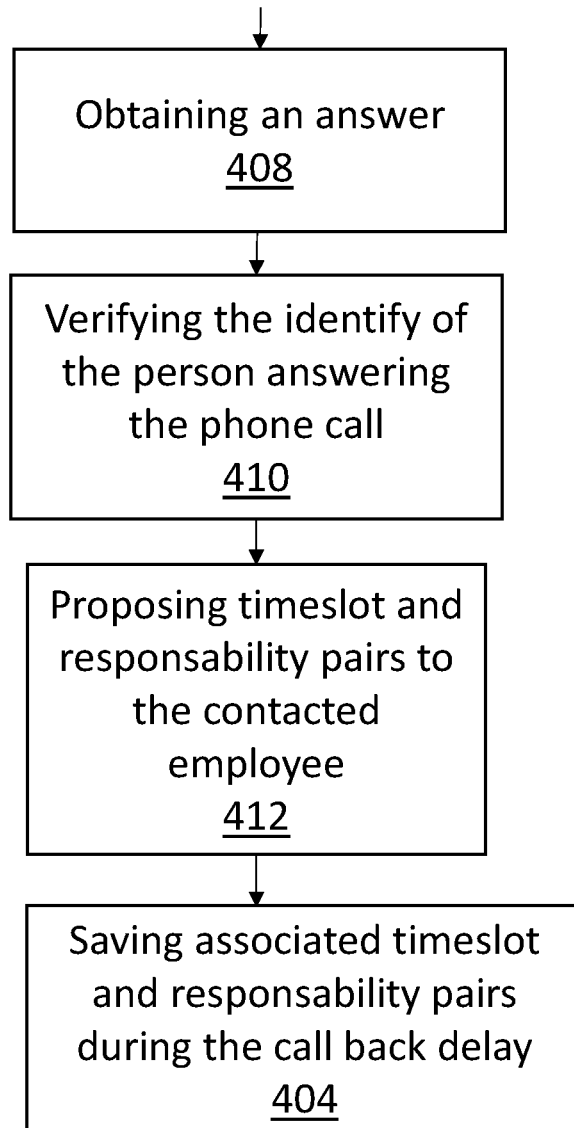 Obtaining an answer
408
Verifying the identify of
the person answering
the phone call
410
Proposing timeslot and
responsability pairs to
the contacted
employee
412
Saving associated timeslot
and responsability pairs
during the call back delay
404